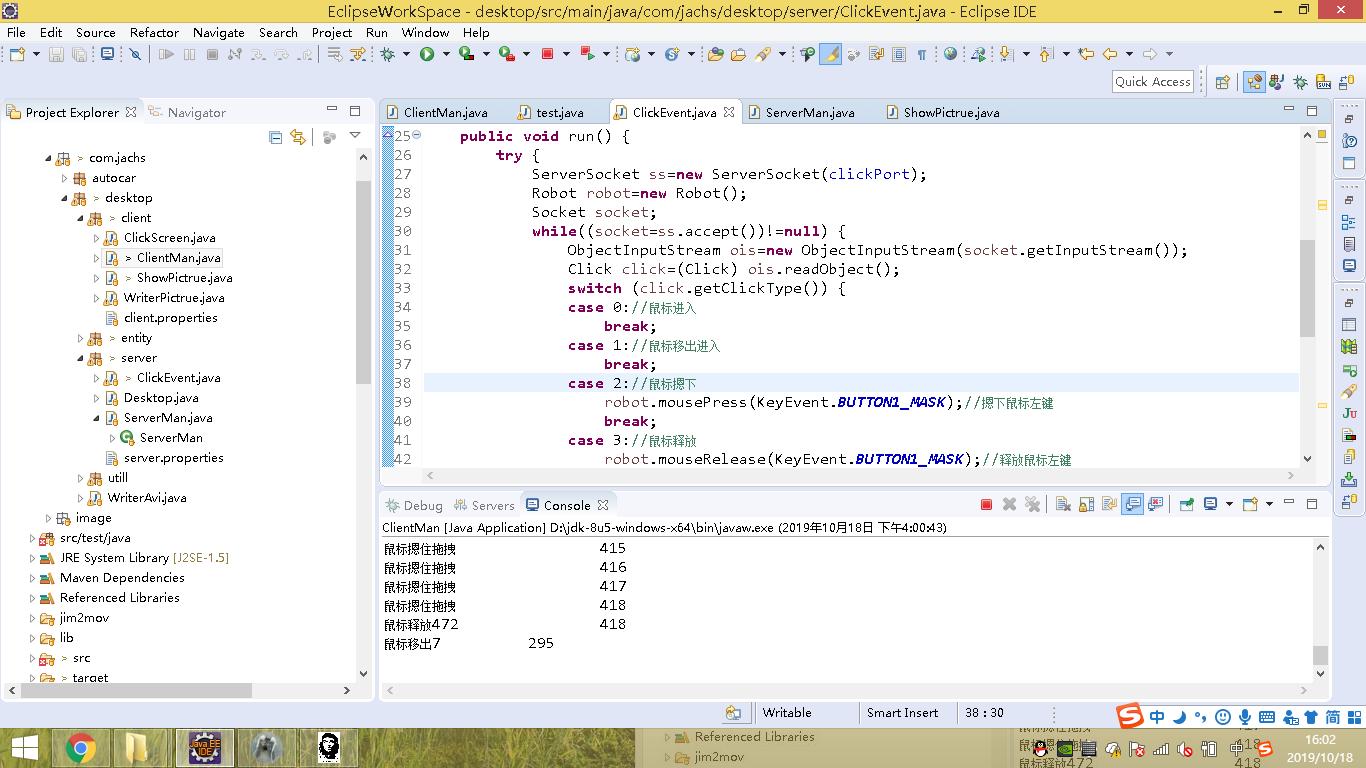 EclipseWorkSpace - desktop/src/main/java/com/jachs/desktop/server/ClickEvent.java - Eclipse IDE
File Edit Source Refactor Navigate Search Project Run Window Help
Quick Access
Project Explorer Navigator
> com.jachs
autocar
> desktop
> client
ClickScreen.java
> ClientMan.java
> ShowPictrue.java
WriterPictrue.java
client.properties
> entity
> server
> ClickEvent.java
Desktop.java
ServerMan.java
ServerMan
server.properties
utill
WriterAvi.java
image
src/test/java
JRE System Library [J2SE-1.5]
Maven Dependencies
Referenced Libraries
jim2mov
lib
> src
> target
ClientMan.java test.java ClickEvent.java ServerMan.java ShowPictrue.java
25 public void run() {
26 try {
27 ServerSocket ss=new ServerSocket(clickPort);
28 Robot robot=new Robot();
29 Socket socket;
30 while((socket=ss.accept())!=null) {
31 ObjectInputStream ois=new ObjectInputStream(socket.getInputStream());
32 Click click=(Click) ois.readObject();
33 switch (click.getClickType()) {
34 case 0://鼠标进入
35 break;
36 case 1://鼠标移出进入
37 break;
38 case 2://鼠标摁下
39 robot.mousePress(KeyEvent.BUTTON1_MASK);//摁下鼠标左键
40 break;
41 case 3://鼠标释放
42 robot.mouseRelease(KeyEvent.BUTTON1_MASK);//释放鼠标左键
Debug Servers Console
ClientMan [Java Application] D:\jdk-8u5-windows-x64\bin\javaw.exe (2019年10月18日 下午4:00:43)
鼠标摁住拖拽 415
鼠标摁住拖拽 416
鼠标摁住拖拽 417
鼠标摁住拖拽 418
鼠标释放472 418
鼠标移出7 295
Writable Smart Insert 38 : 30
中 简
Java EE
IDE
Referenced Libraries
jim2mov
鼠标释放472 418
中
16:02
2019/10/18